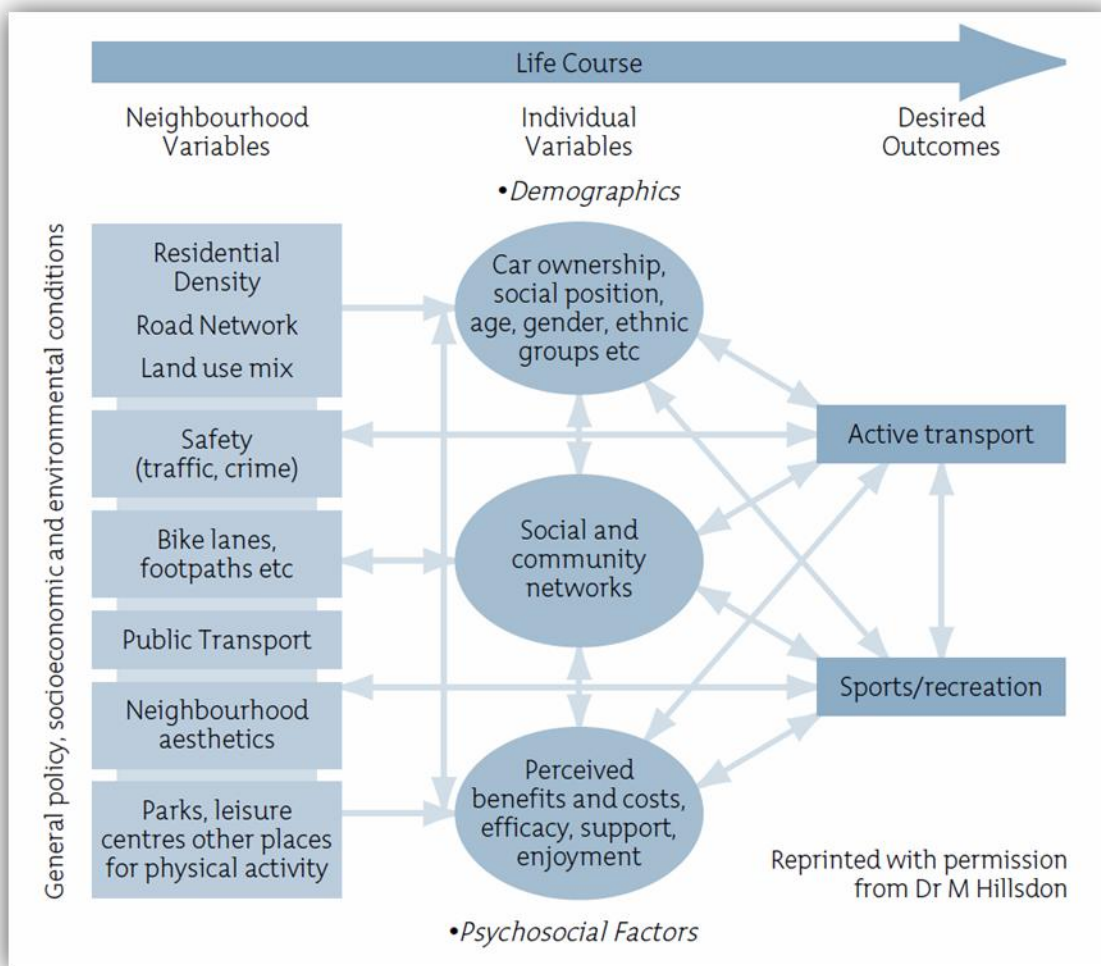 Life Course
Neighbourhood
Variables
Individual
Variables
Desired
Outcomes
•Demographics
General policy, socioeconomic and environmental conditions
Residential
Density
Road Network
Land use mix
Safety
(traffic, crime)
Bike lanes,
footpaths etc
Public Transport
Neighbourhood
aesthetics
Parks, leisure
centres other places
for physical activity
Car ownership,
social position,
age, gender, ethnic
groups etc
Social and
community
networks
Perceived
benefits and costs,
efficacy, support,
enjoyment
•Psychosocial Factors
Active transport
Sports/recreation
Reprinted with permission
from Dr M Hillsdon